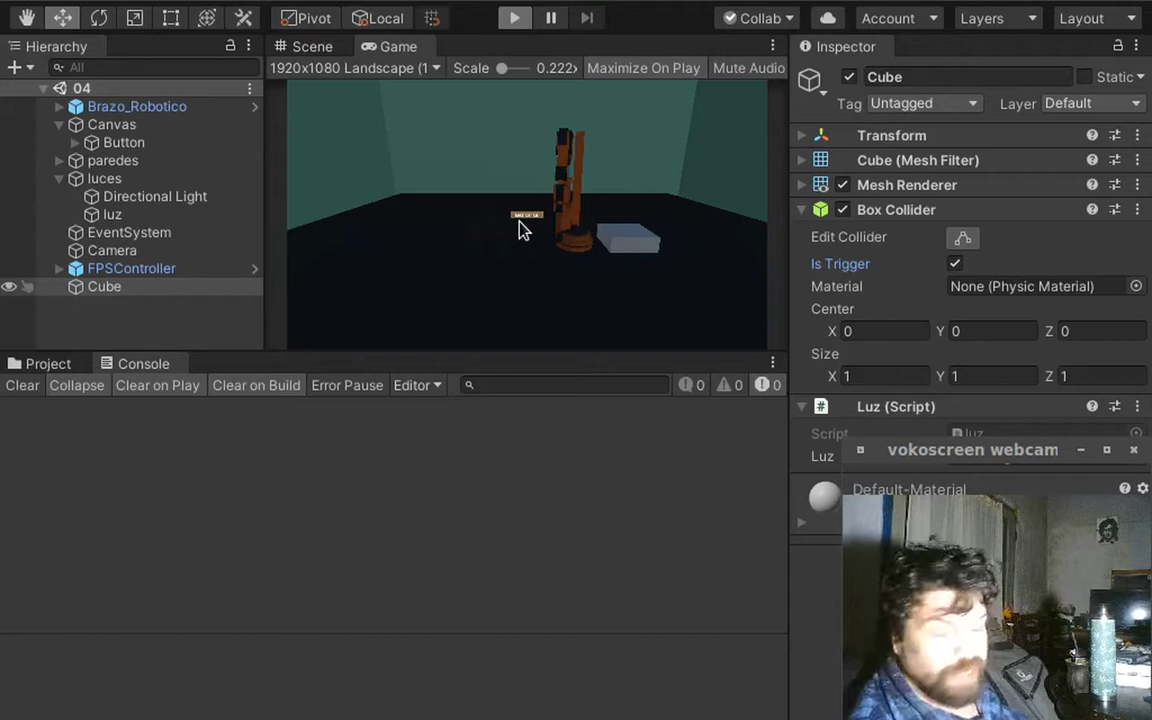 Pivot Local Collab Account Layers Layout
Hierarchy Scene Game Inspector
All 1920x1080 Landscape (1 Scale 0.222 Maximize On Play Mute Audio Cube Static
04 Tag Untagged Layer Default
Brazo_Robotico
Canvas
Button
paredes
luces
Directional Light
luz
EventSystem
Camera
FPSController
Cube
Transform
Cube (Mesh Filter)
Mesh Renderer
Box Collider
Edit Collider
Is Trigger
Material None (Physic Material)
Center
X 0 Y 0 Z 0
Size
X 1 Y 1 Z 1
Luz (Script)
Script luz
Luz
Default-Material
Project Console
Clear Collapse Clear on Play Clear on Build Error Pause Editor 0 0 0
vokoscreen webcam